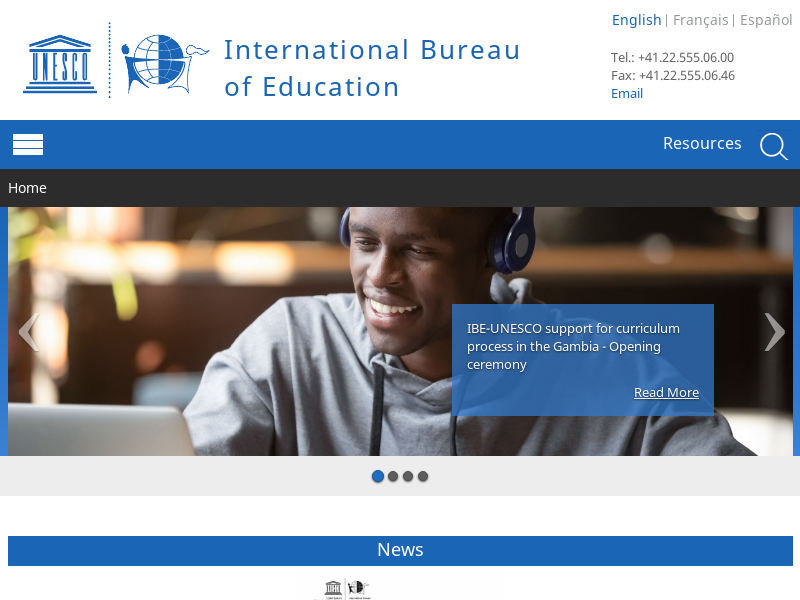 English | Français | Español
UNESCO
International Bureau
of Education
Tel.: +41.22.555.06.00
Fax: +41.22.555.06.46
Email
Resources
Home
IBE-UNESCO support for curriculum
process in the Gambia - Opening
ceremony
Read More
News